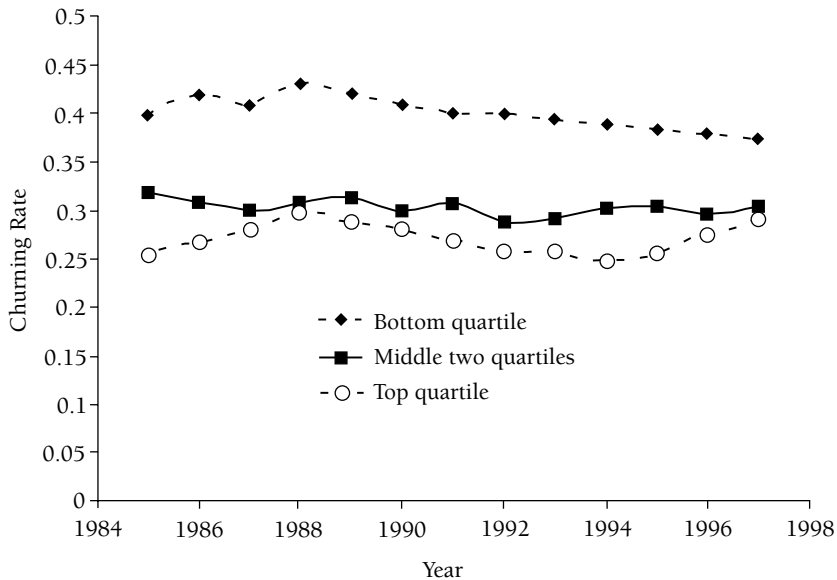 0.5
0.45
0.4
0.35
0.3
0.25
0.2
0.15
0.1
0.05
0
Churning Rate
Bottom quartile
Middle two quartiles
Top quartile
1984 1986 1988 1990 1992 1994 1996 1998
Year